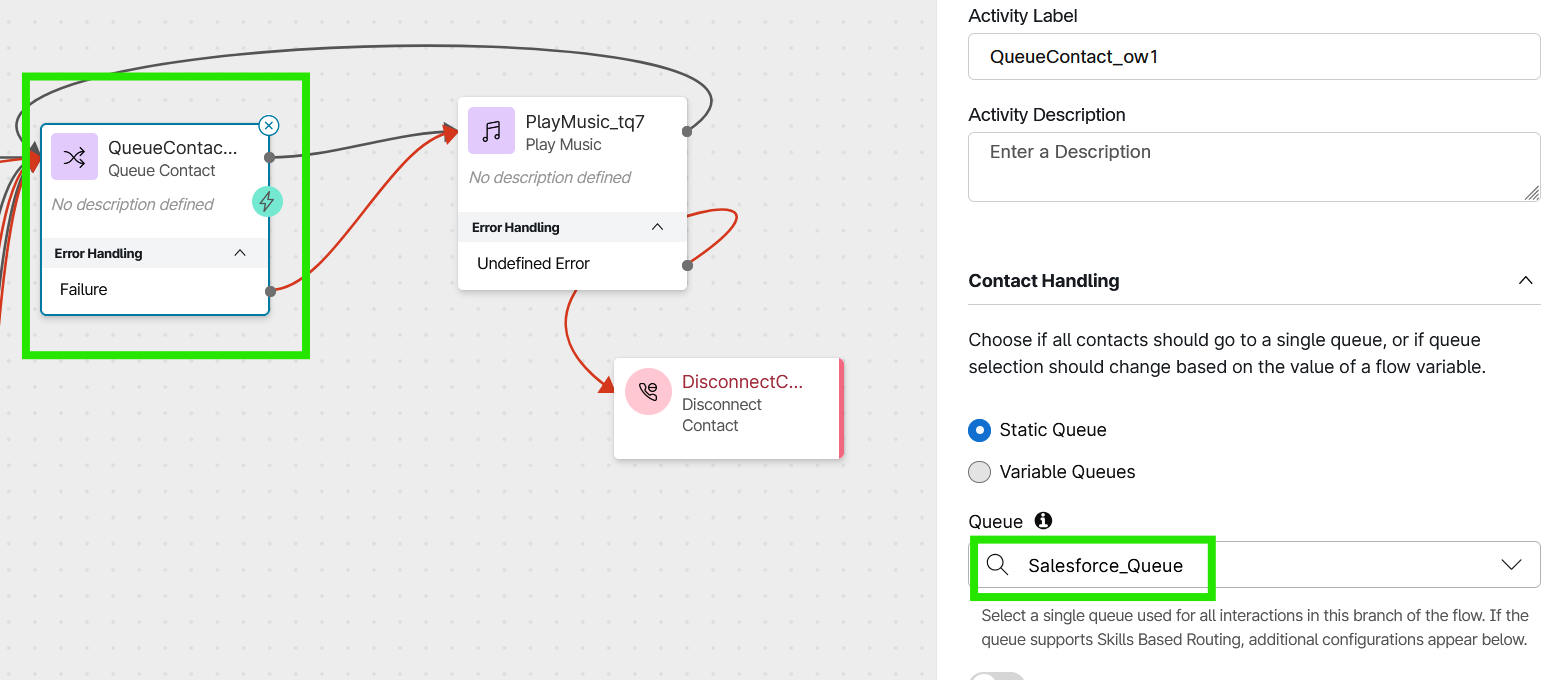 QueueContac...
Queue Contact
No description defined
Error Handling
Failure
PlayMusic_tq7
Play Music
No description defined
Error Handling
Undefined Error
DisconnectC...
Disconnect
Contact
Activity Label
QueueContact_ow1
Activity Description
Enter a Description
Contact Handling
Choose if all contacts should go to a single queue, or if queue
selection should change based on the value of a flow variable.
Static Queue
Variable Queues
Queue
Salesforce_Queue
Select a single queue used for all interactions in this branch of the flow. If the
queue supports Skills Based Routing, additional configurations appear below.